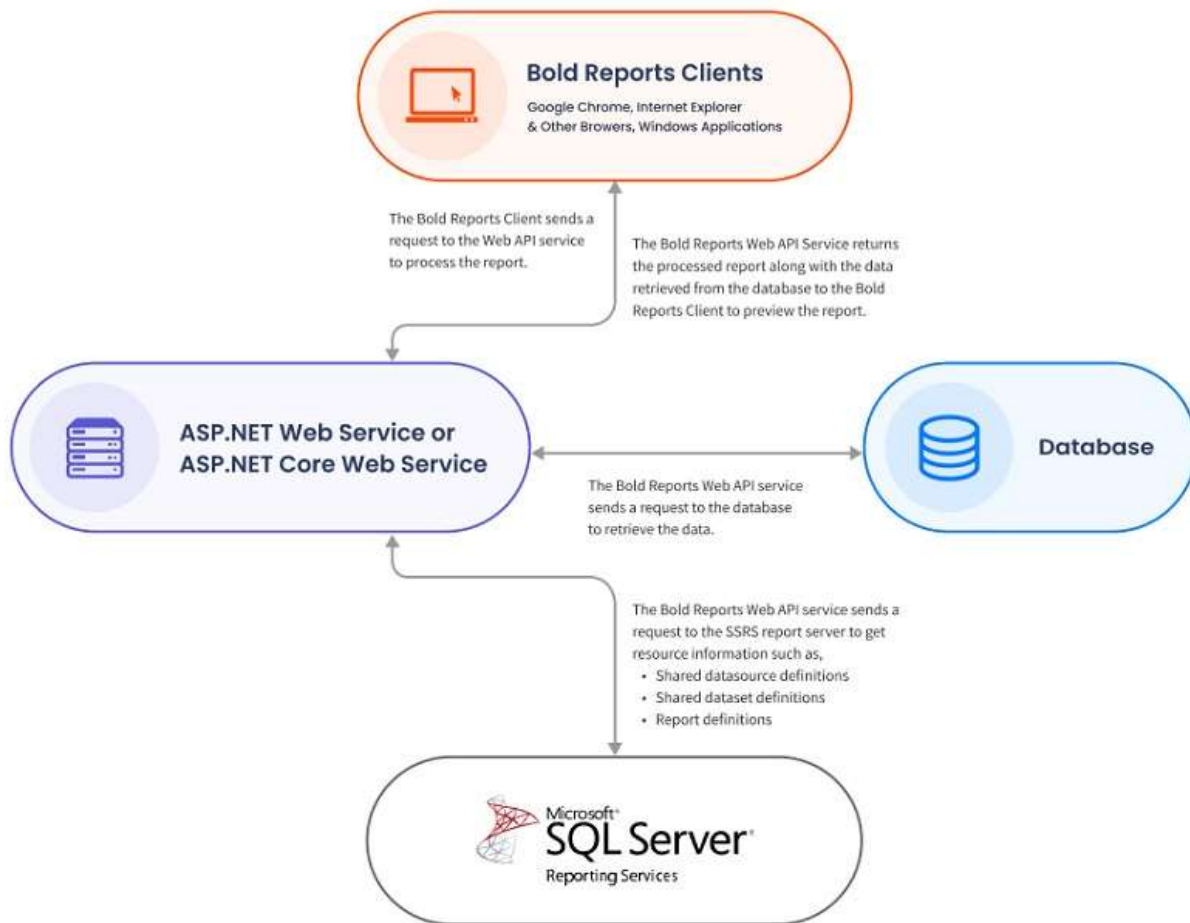 Bold Reports Clients
Google Chrome, Internet Explorer
& Other Browers, Windows Applications
The Bold Reports Client sends a
request to the Web API service
to process the report.
The Bold Reports Web API Service returns
the processed report along with the data
retrieved from the database to the Bold
Reports Client to preview the report.
ASP.NET Web Service or
ASP.NET Core Web Service
Database
The Bold Reports Web API service
sends a request to the database
to retrieve the data.
The Bold Reports Web API service sends a
request to the SSRS report server to get
resource information such as,
• Shared datasource definitions
• Shared dataset definitions
• Report definitions
Microsoft®
SQL Server®
Reporting Services